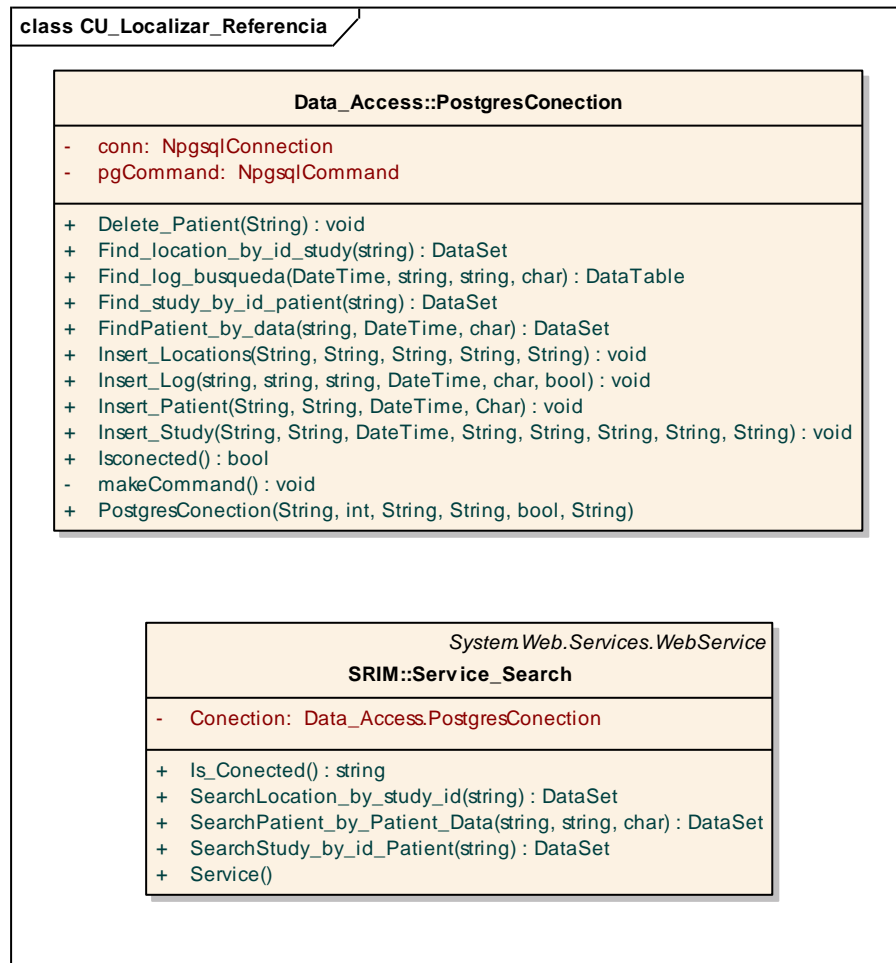 class CU_Localizar_Referencia
Data_Access::PostgresConection
- conn: NpgsqlConnection
- pgCommand: NpgsqlCommand
+ Delete_Patient(String) : void
+ Find_location_by_id_study(string) : DataSet
+ Find_log_busqueda(DateTime, string, string, char) : DataTable
+ Find_study_by_id_patient(string) : DataSet
+ FindPatient_by_data(string, DateTime, char) : DataSet
+ Insert_Locations(String, String, String, String, String) : void
+ Insert_Log(string, string, string, DateTime, char, bool) : void
+ Insert_Patient(String, String, DateTime, Char) : void
+ Insert_Study(String, String, DateTime, String, String, String, String, String) : void
+ Isconected() : bool
- makeCommand() : void
+ PostgresConection(String, int, String, String, bool, String)
System.Web.Services.WebService
SRIM::Service_Search
- Conection: Data_Access.PostgresConection
+ Is_Conected() : string
+ SearchLocation_by_study_id(string) : DataSet
+ SearchPatient_by_Patient_Data(string, string, char) : DataSet
+ SearchStudy_by_id_Patient(string) : DataSet
+ Service()